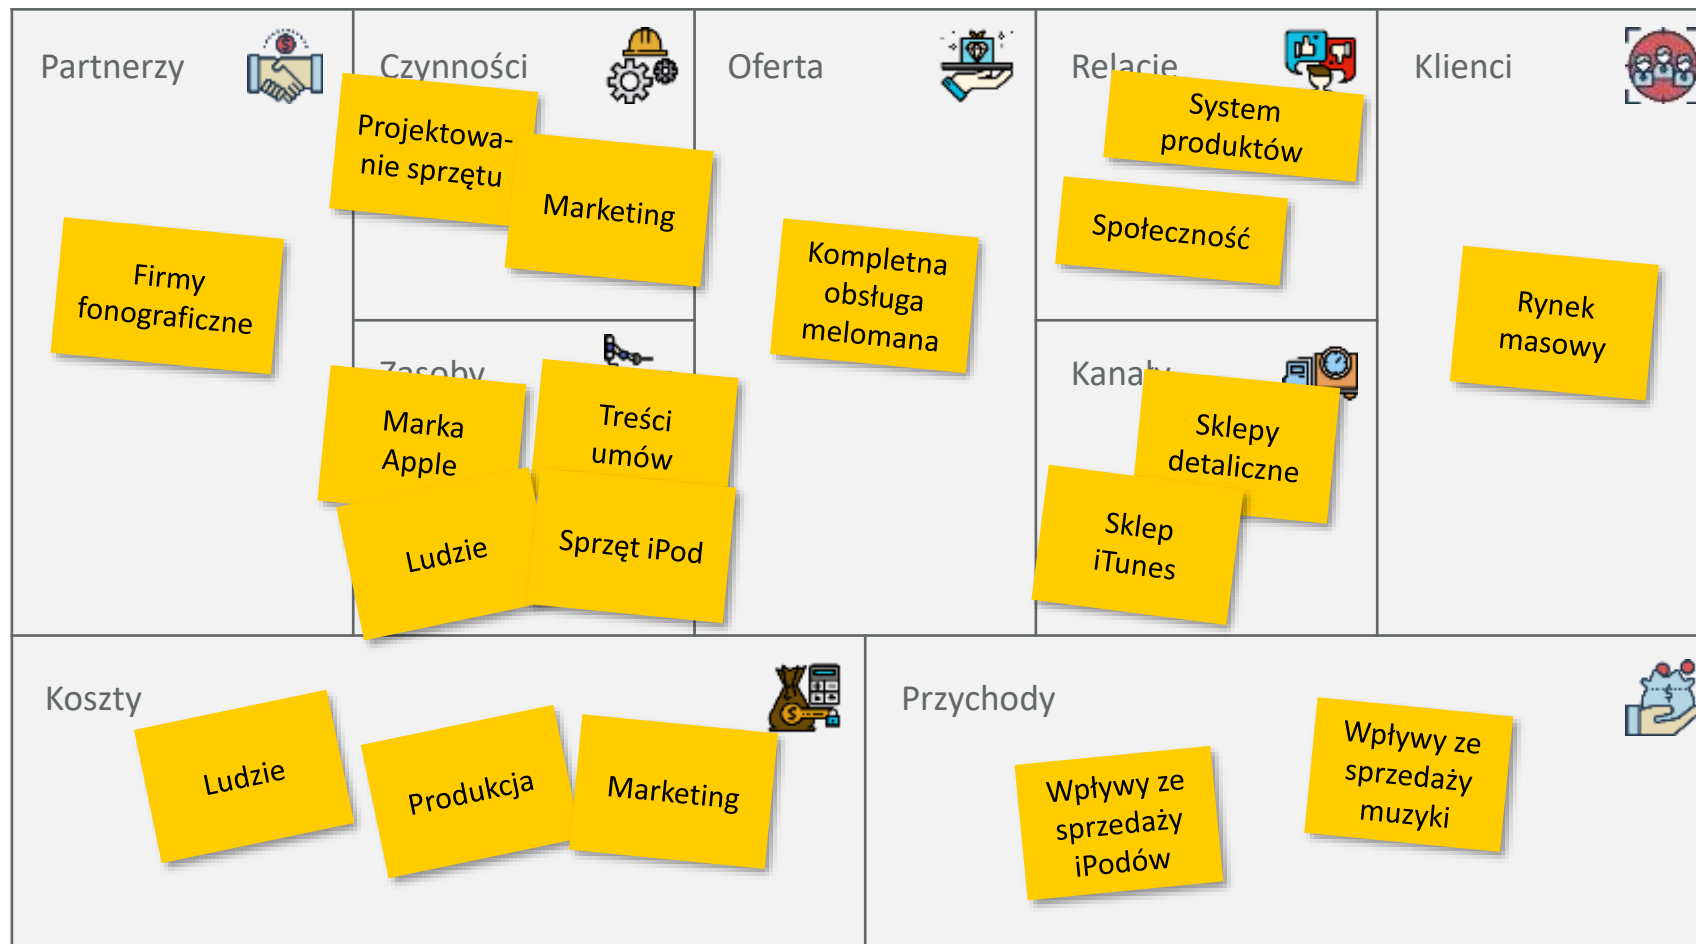 Partnerzy
Firmy
fonograficzne
Czynności
Projektowa-
nie sprzętu
Marketing
Zasoby
Marka
Apple
Treści
umów
Ludzie
Sprzęt iPod
Oferta
Kompletna
obsługa
melomana
Relacje
System
produktów
Społeczność
Kanały
Sklepy
detaliczne
Sklep
iTunes
Klienci
Rynek
masowy
Koszty
Ludzie
Produkcja
Marketing
Przychody
Wpływy ze
sprzedaży
iPodów
Wpływy ze
sprzedaży
muzyki